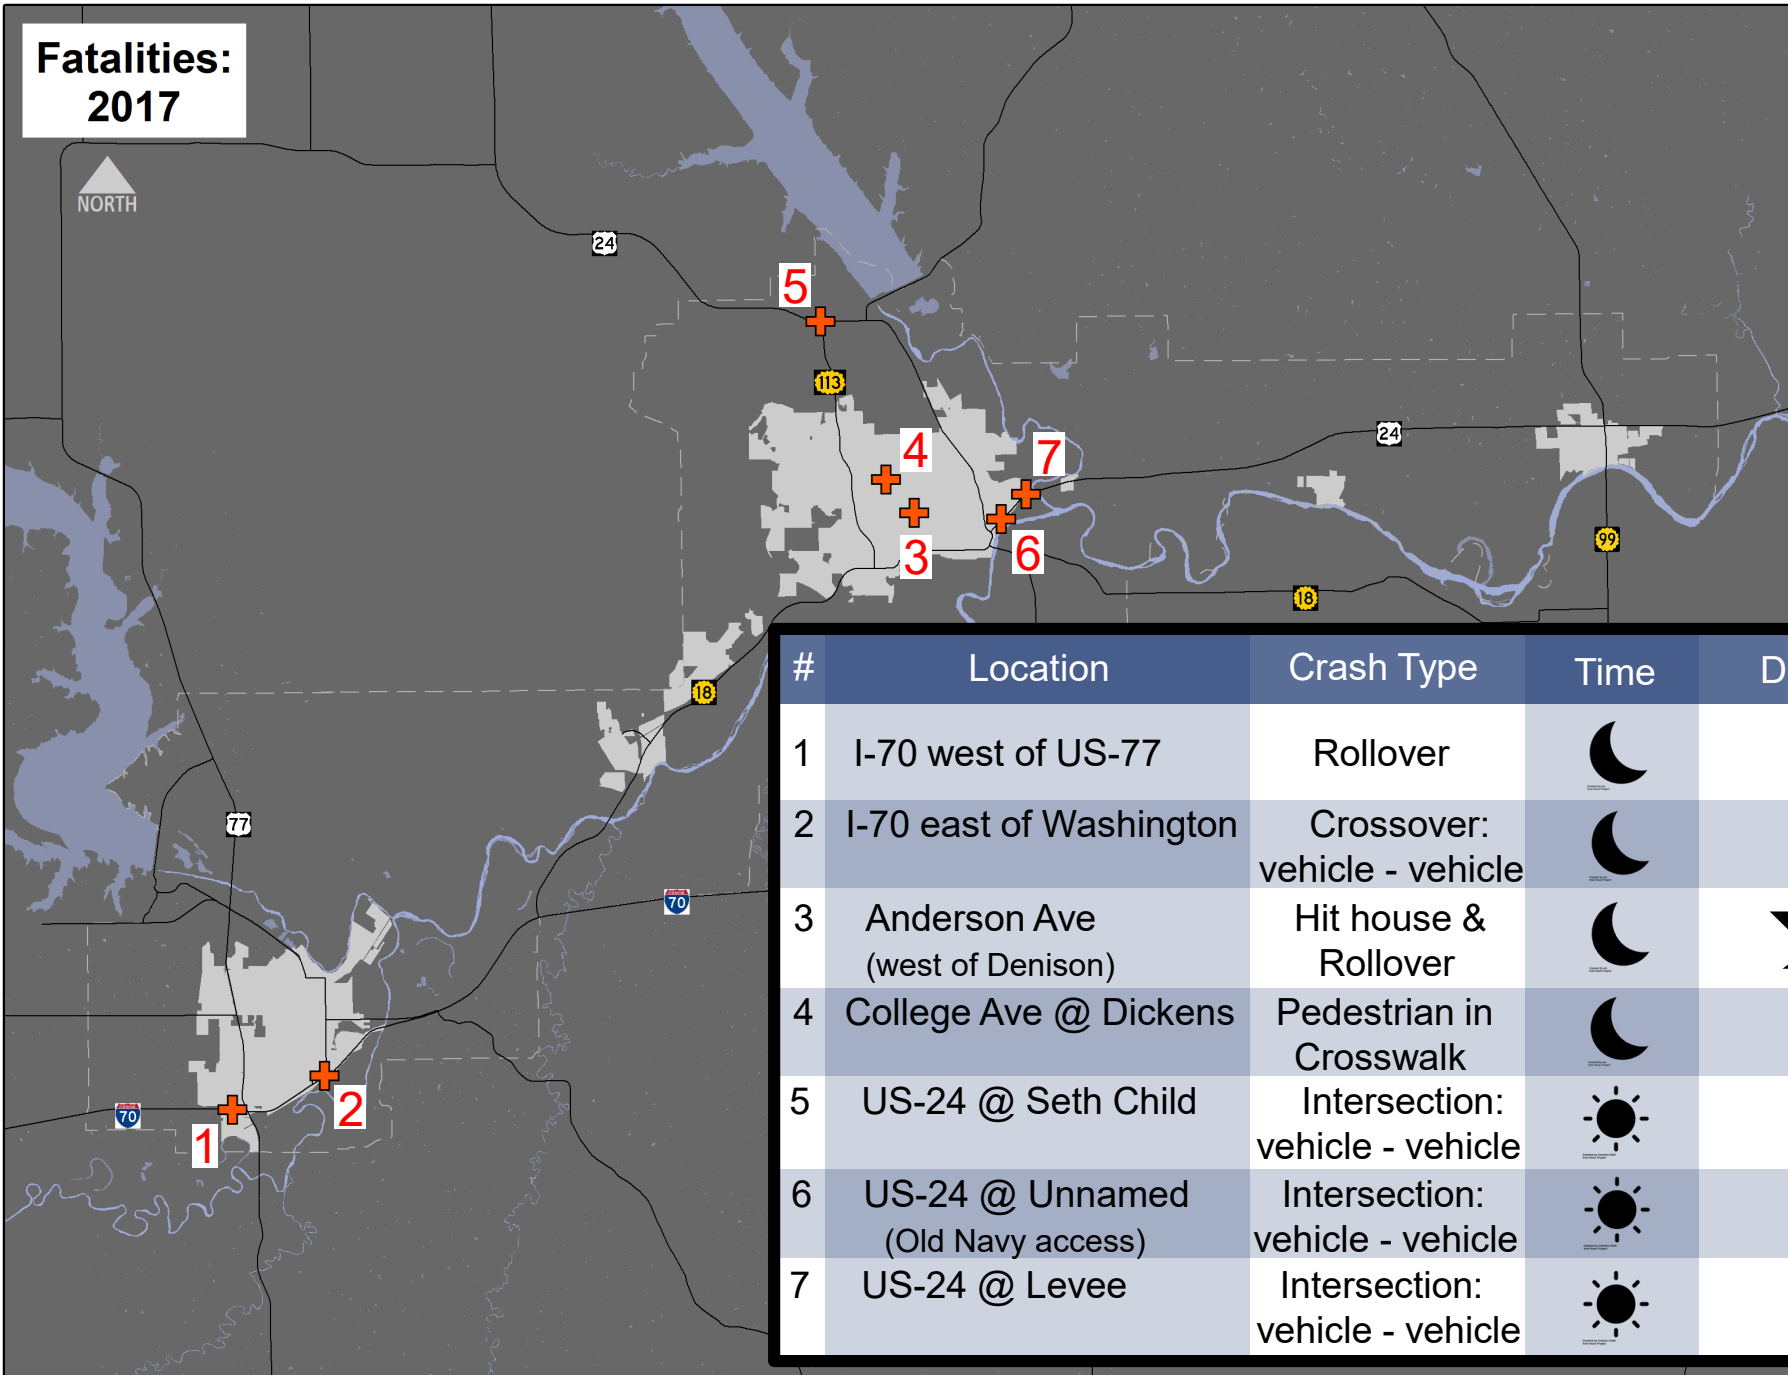 Fatalities:
2017
NORTH
24
5
113
4
7
24
3
6
99
18
18
77
70
70
1
2
# Location Crash Type Time D
1 I-70 west of US-77 Rollover
2 I-70 east of Washington Crossover:
vehicle - vehicle
3 Anderson Ave Hit house &
(west of Denison) Rollover
4 College Ave @ Dickens Pedestrian in
Crosswalk
5 US-24 @ Seth Child Intersection:
vehicle - vehicle
6 US-24 @ Unnamed Intersection:
(Old Navy access) vehicle - vehicle
7 US-24 @ Levee Intersection:
vehicle - vehicle